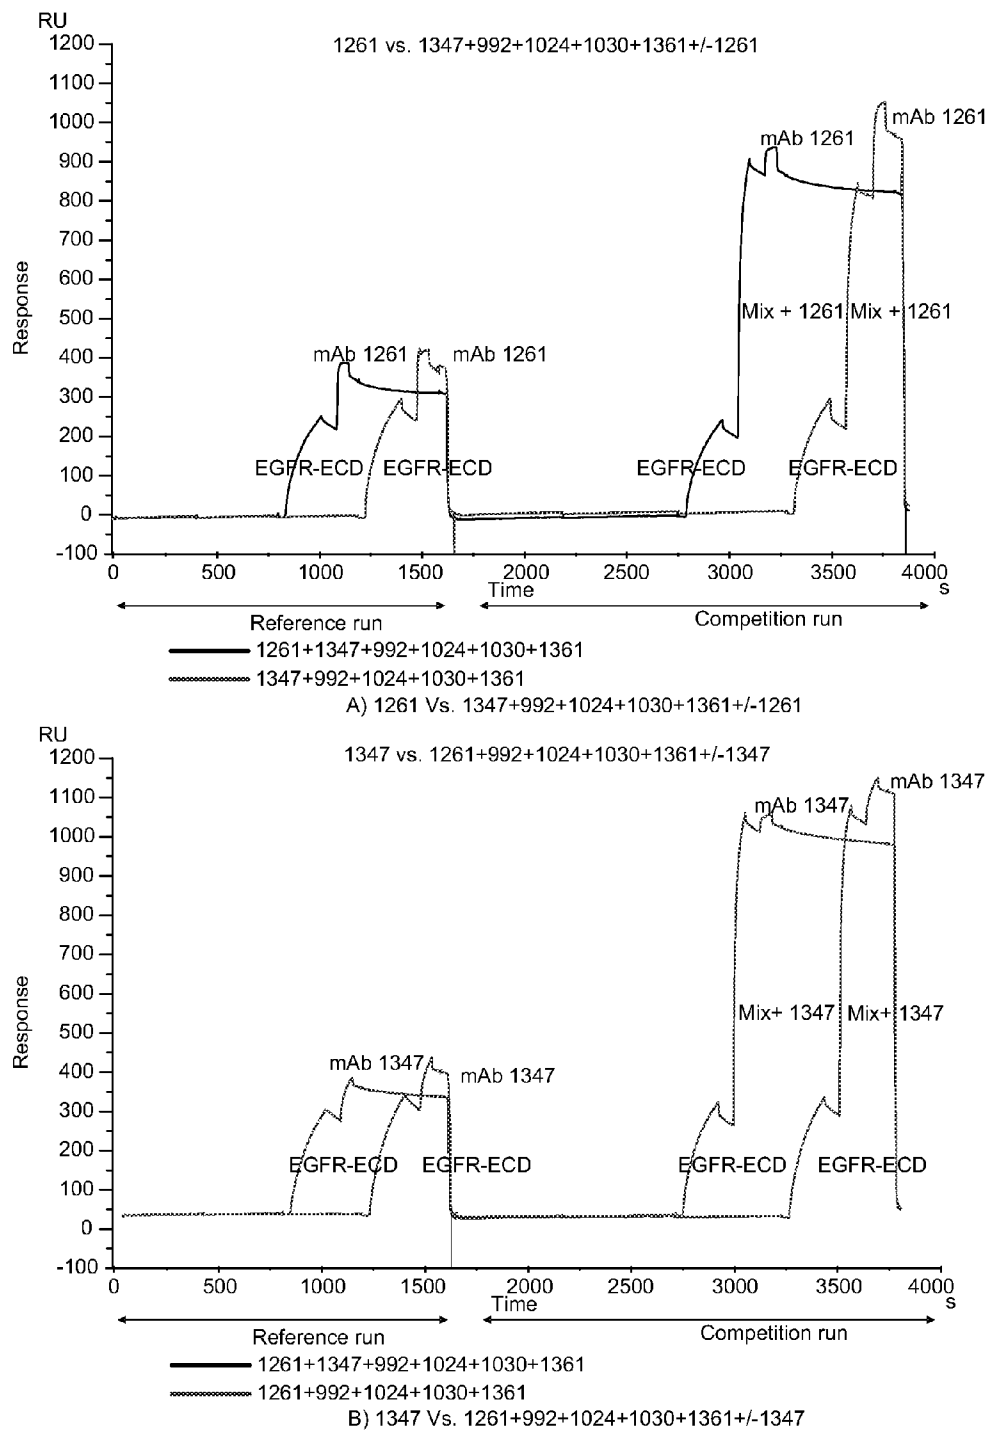 RU
1261 vs. 1347+992+1024+1030+1361+/-1261
1200
1100
1000
900
800
700
600
500
400
300
200
100
0
-100
Response
mAb 1261
mAb 1261
mAb 1261
mAb 1261
Mix + 1261
Mix + 1261
EGFR-ECD
EGFR-ECD
EGFR-ECD
EGFR-ECD
0 500 1000 1500 2000 2500 3000 3500 4000
Time
s
Reference run
Competition run
1261+1347+992+1024+1030+1361
1347+992+1024+1030+1361
A) 1261 Vs. 1347+992+1024+1030+1361+/-1261
RU
1347 vs. 1261+992+1024+1030+1361+/-1347
1200
1100
1000
900
800
700
600
500
400
300
200
100
0
-100
Response
mAb 1347
mAb 1347
mAb 1347
mAb 1347
Mix+ 1347
Mix+ 1347
EGFR-ECD
EGFR-ECD
EGFR-ECD
EGFR-ECD
0 500 1000 1500 2000 2500 3000 3500 4000
Time
s
Reference run
Competition run
1261+1347+992+1024+1030+1361
1261+992+1024+1030+1361
B) 1347 Vs. 1261+992+1024+1030+1361+/-1347